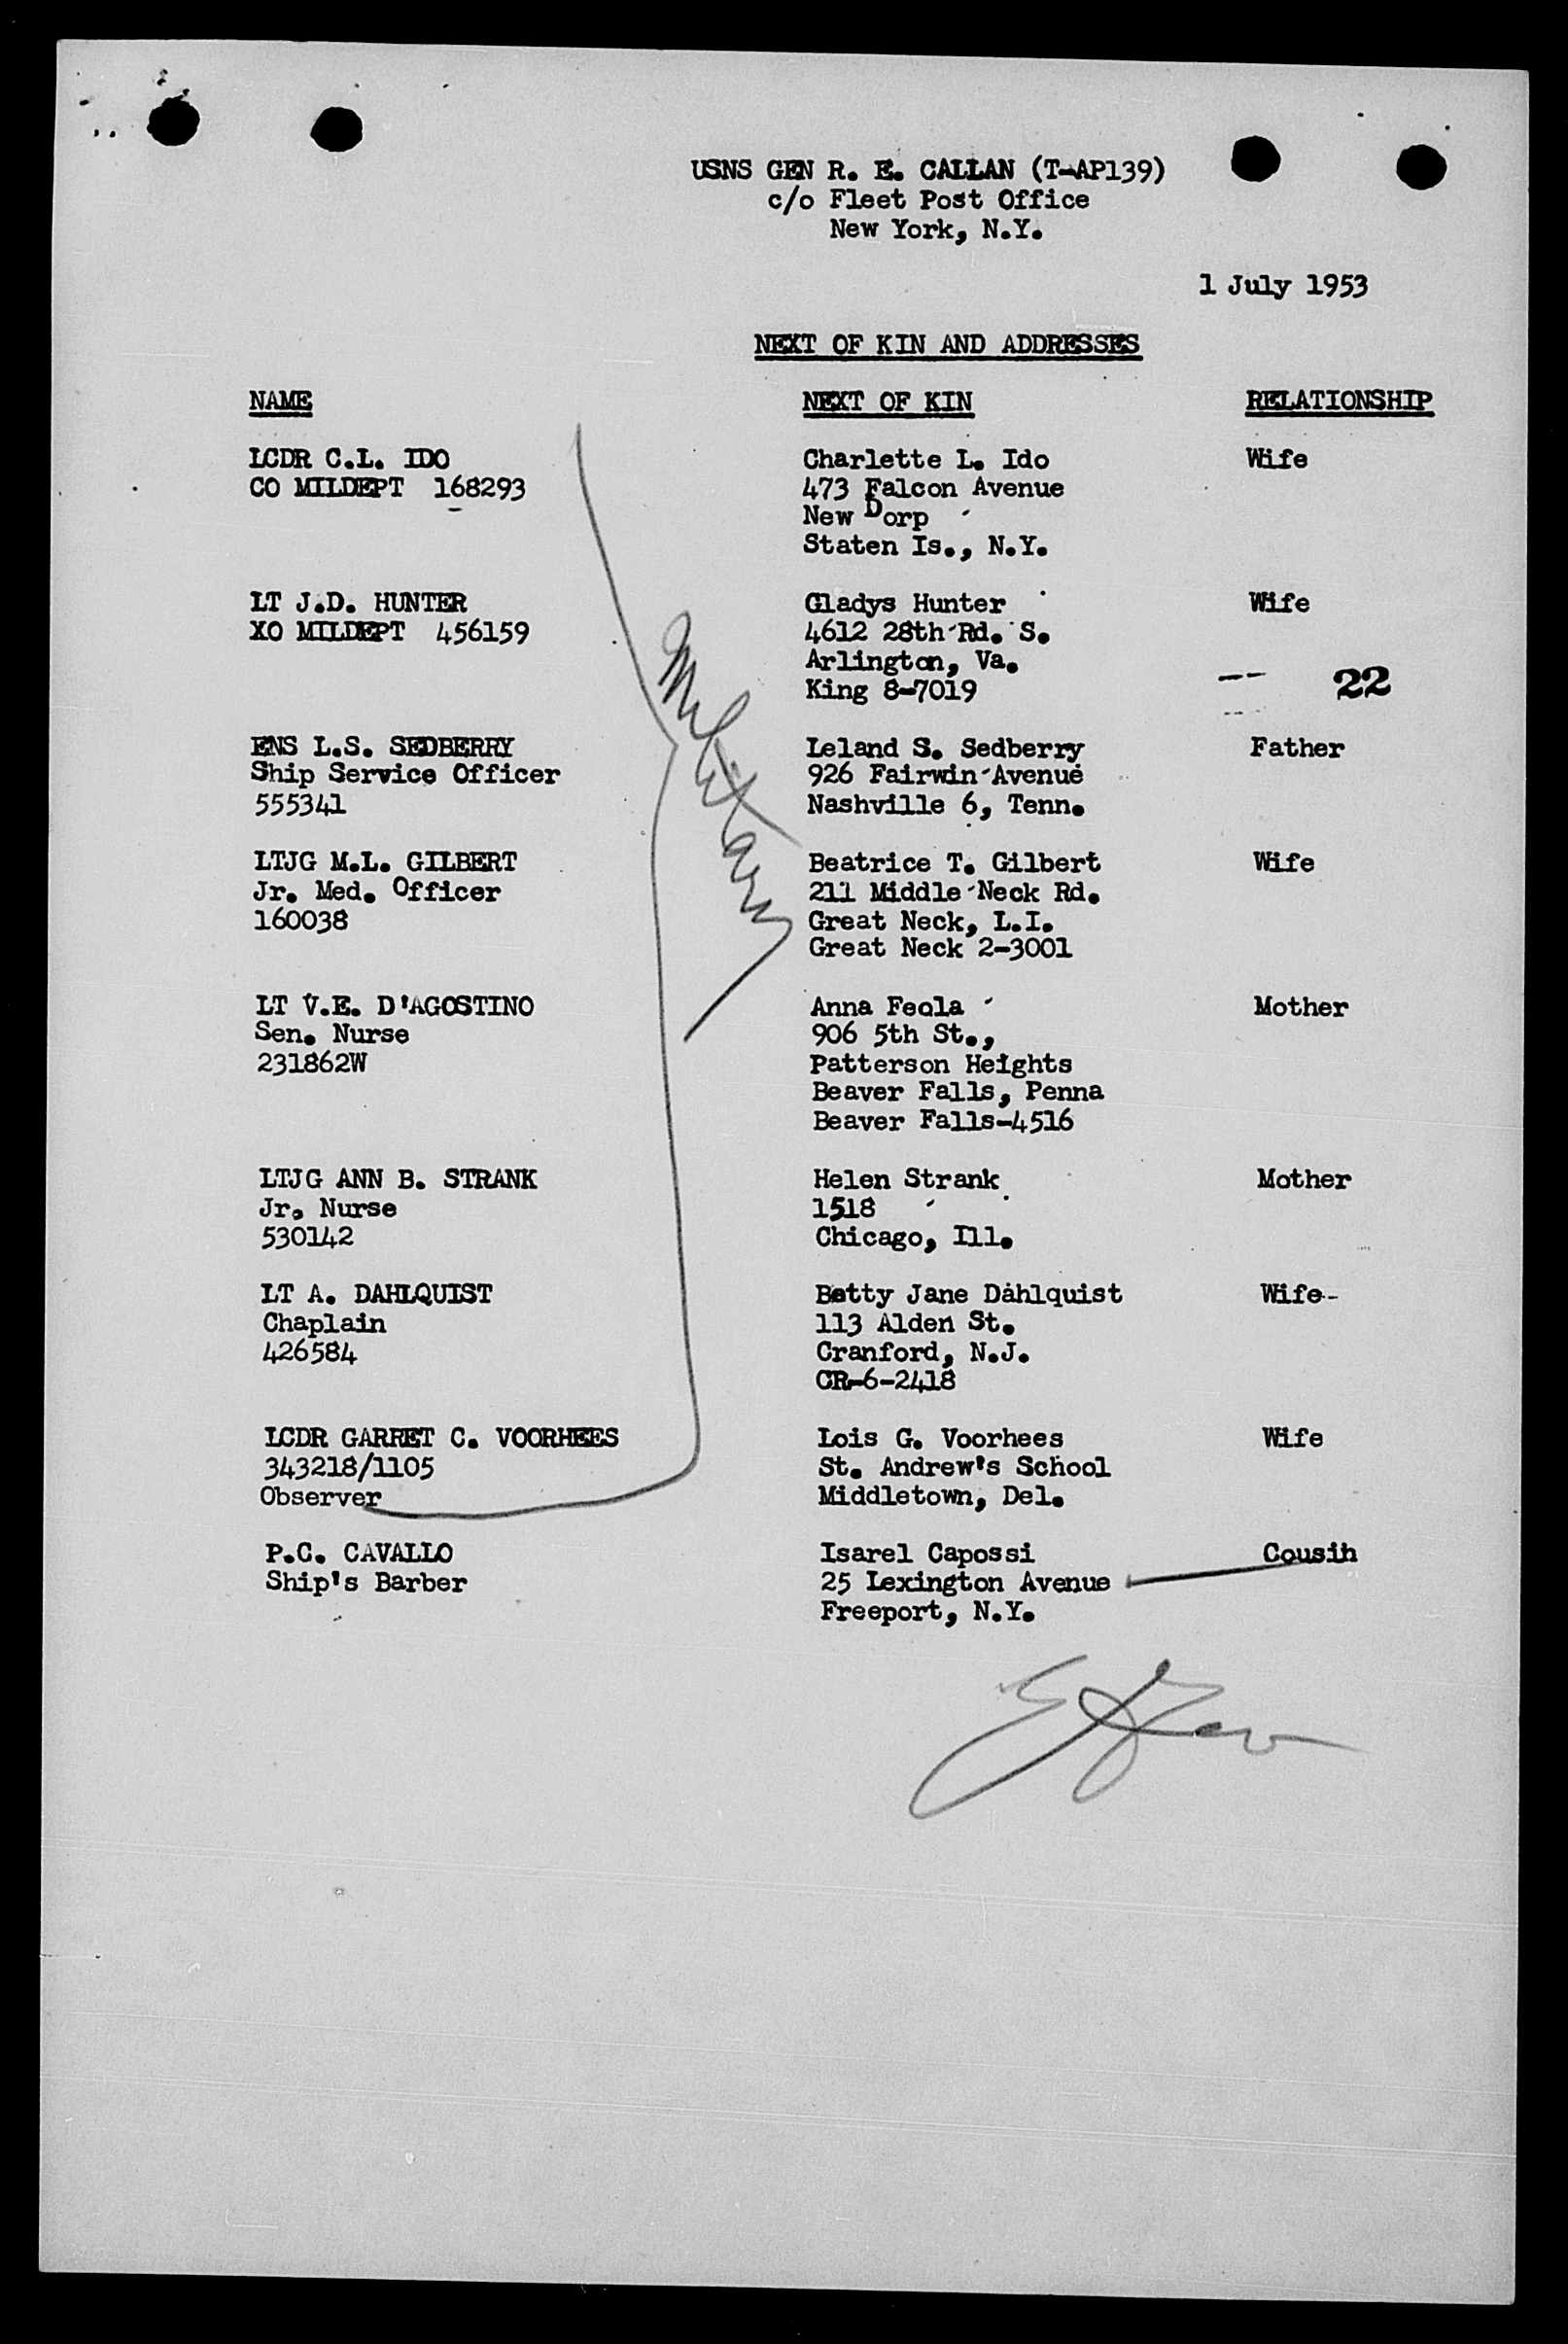 USNS GEN R. E. CALLAN (T-AP139)
c/o Fleet Post Office
New York, N.Y.
1 July 1953
NEXT OF KIN AND ADDRESSES
NAME NEXT OF KIN RELATIONSHIP
LCDR C.L. IDO Charlette L. Ido Wife
CO MILDEPT 168293 473 Falcon Avenue
New Dorp
Staten Is., N.Y.
LT J.D. HUNTER Gladys Hunter Wife
XO MILDEPT 456159 4612 28th Rd. S.
Arlington, Va.
King 8-7019 -- 22
Military
ENS L.S. SEDBERRY Leland S. Sedberry Father
Ship Service Officer 926 Fairwin Avenue
555341 Nashville 6, Tenn.
LTJG M.L. GILBERT Beatrice T. Gilbert Wife
Jr. Med. Officer 211 Middle Neck Rd.
160038 Great Neck, L.I.
Great Neck 2-3001
LT V.E. D'AGOSTINO Anna Feola Mother
Sen. Nurse 906 5th St.,
231862W Patterson Heights
Beaver Falls, Penna
Beaver Falls-4516
LTJG ANN B. STRANK Helen Strank Mother
Jr. Nurse 1518
530142 Chicago, Ill.
LT A. DAHLQUIST Betty Jane Dahlquist Wife-
Chaplain 113 Alden St.
426584 Cranford, N.J.
CR-6-2418
LCDR GARRET C. VOORHEES Lois G. Voorhees Wife
343218/1105 St. Andrew's School
Observer Middletown, Del.
P.C. CAVALLO Isarel Capossi Cousin
Ship's Barber 25 Lexington Avenue
Freeport, N.Y.